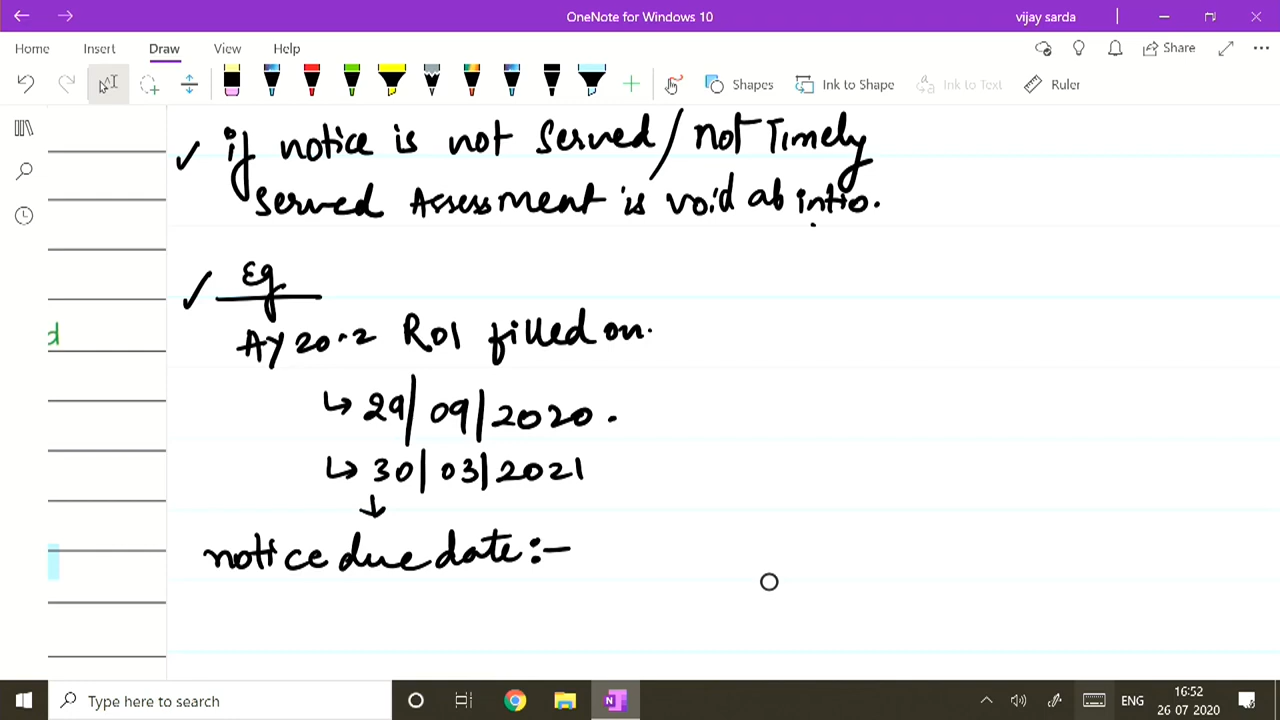 OneNote for Windows 10
vijay sarda
Home Insert Draw View Help
Share
Shapes Ink to Shape Ink to Text Ruler
if notice is not Served/not Timely
Served Assessment is void ab intio.
Eg
AY 20-2 ROI filled on.
29/09/2020.
30/03/2021
d
notice due date:-
Type here to search
ENG
16:52
26-07-2020